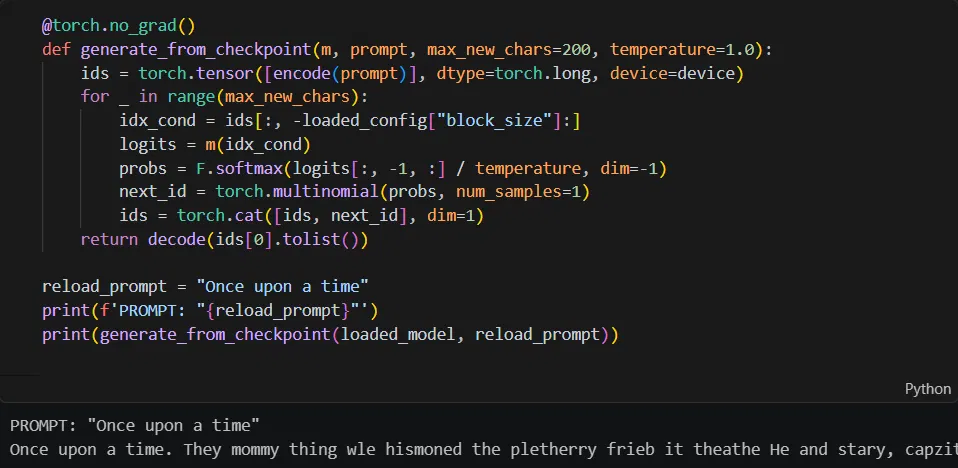 @torch.no_grad()
def generate_from_checkpoint(m, prompt, max_new_chars=200, temperature=1.0):
    ids = torch.tensor([encode(prompt)], dtype=torch.long, device=device)
    for _ in range(max_new_chars):
        idx_cond = ids[:, -loaded_config["block_size"]:]
        logits = m(idx_cond)
        probs = F.softmax(logits[:, -1, :] / temperature, dim=-1)
        next_id = torch.multinomial(probs, num_samples=1)
        ids = torch.cat([ids, next_id], dim=1)
    return decode(ids[0].tolist())

reload_prompt = "Once upon a time"
print(f'PROMPT: "{reload_prompt}"')
print(generate_from_checkpoint(loaded_model, reload_prompt))
Python
PROMPT: "Once upon a time"
Once upon a time. They mommy thing wle hismoned the pletherry frieb it theathe He and stary, capzit